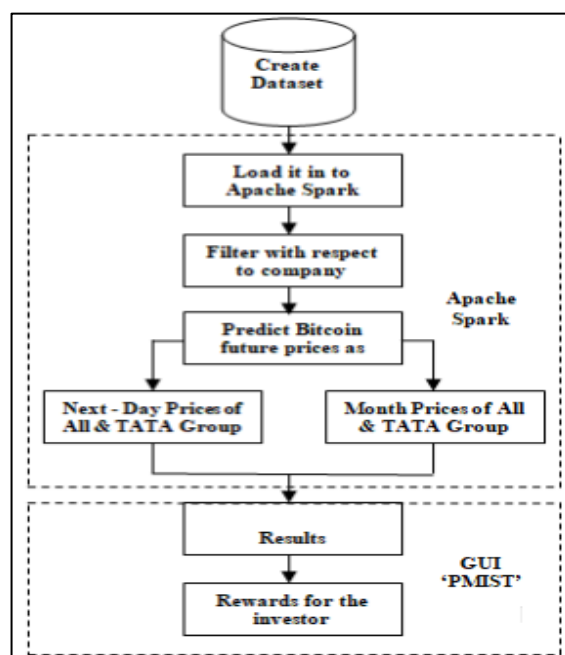 Create
Dataset
Load it in to
Apache Spark
Filter with respect
to company
Apache
Spark
Predict Bitcoin
future prices as
Next - Day Prices of
All & TATA Group
Month Prices of All
& TATA Group
Results
GUI
‘PMIST’
Rewards for the
investor